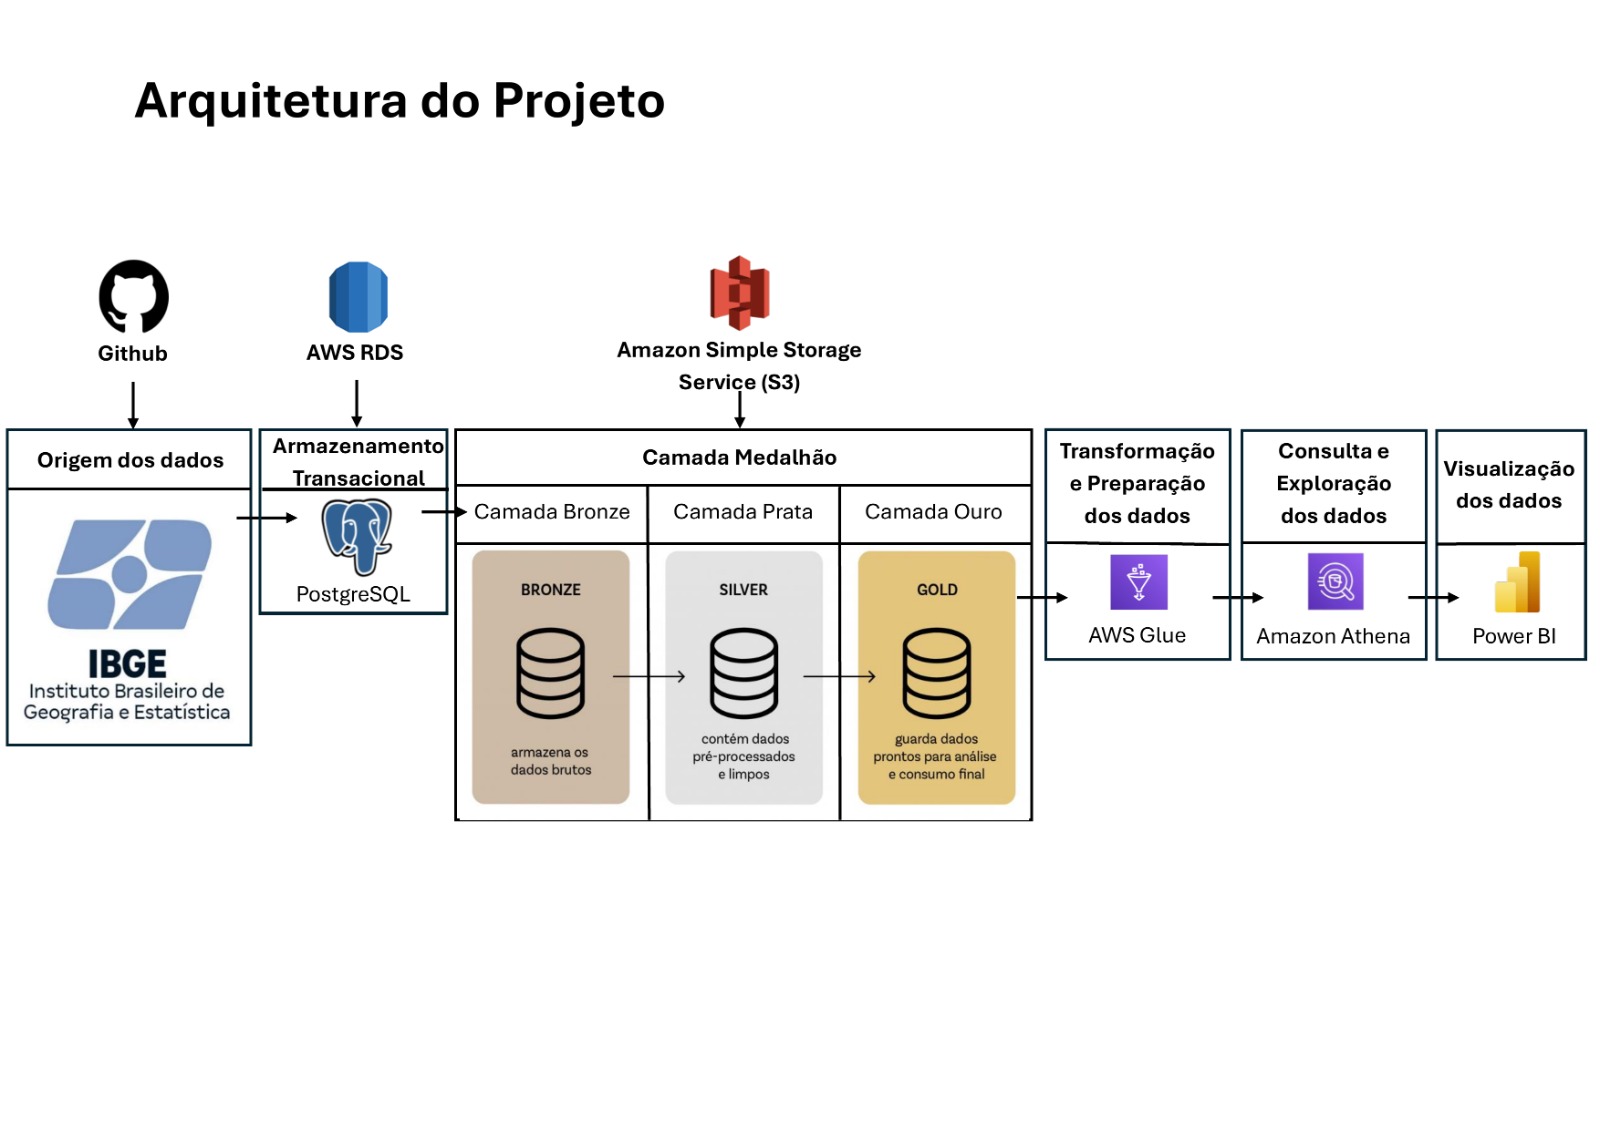 Arquitetura do Projeto
Github
AWS RDS
Amazon Simple Storage
Service (S3)
Origem dos dados
IBGE
Instituto Brasileiro de
Geografia e Estatística
Armazenamento
Transacional
PostgreSQL
Camada Medalhão
Camada Bronze
Camada Prata
Camada Ouro
BRONZE
armazena os
dados brutos
SILVER
contém dados
pré-processados
e limpos
GOLD
guarda dados
prontos para análise
e consumo final
Transformação
e Preparação
dos dados
AWS Glue
Consulta e
Exploração
dos dados
Amazon Athena
Visualização
dos dados
Power BI